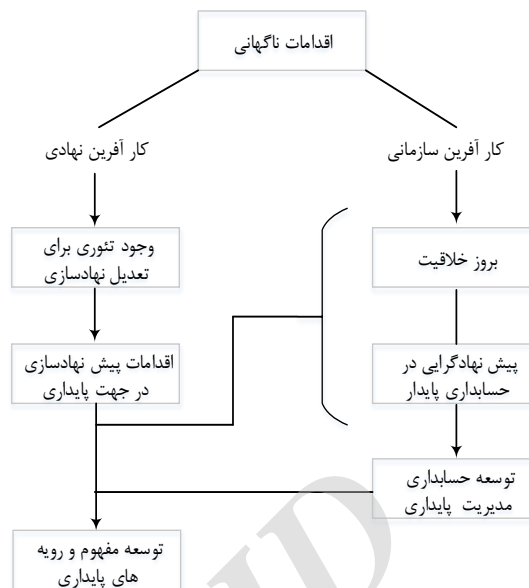 اقدامات ناگهانی
کار آفرین سازمانی
کار آفرین نهادی
بروز خلاقیت
وجود تئوری برای
تعدیل نهادسازی
پیش نهادگرایی در
حسابداری پایدار
اقدامات پیش نهادسازی
در جهت پایداری
توسعه حسابداری
مدیریت پایداری
توسعه مفهوم و رویه
های پایداری